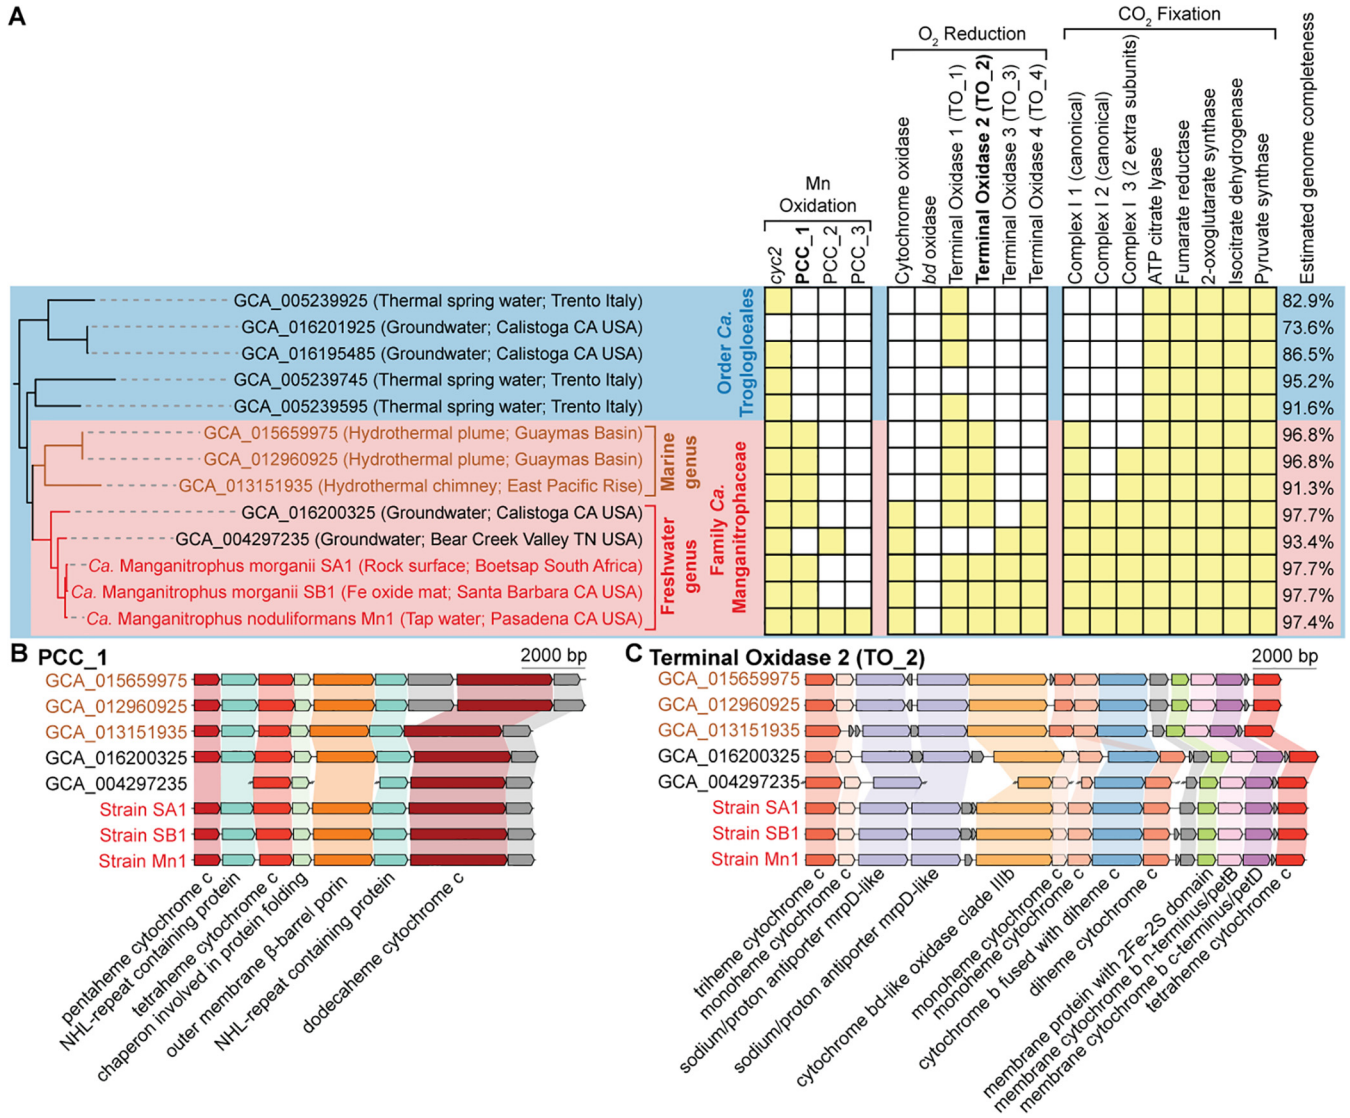 A
CO2 Fixation
O2 Reduction
Mn
Oxidation
cyc2
PCC_1
PCC_2
PCC_3
Cytochrome oxidase
bd oxidase
Terminal Oxidase 1 (TO_1)
Terminal Oxidase 2 (TO_2)
Terminal Oxidase 3 (TO_3)
Terminal Oxidase 4 (TO_4)
Complex I 1 (canonical)
Complex I 2 (canonical)
Complex I 3 (2 extra subunits)
ATP citrate lyase
Fumarate reductase
2-oxoglutarate synthase
Isocitrate dehydrogenase
Pyruvate synthase
Estimated genome completeness
GCA_005239925 (Thermal spring water; Trento Italy) 82.9%
GCA_016201925 (Groundwater; Calistoga CA USA) 73.6%
GCA_016195485 (Groundwater; Calistoga CA USA) 86.5%
GCA_005239745 (Thermal spring water; Trento Italy) 95.2%
GCA_005239595 (Thermal spring water; Trento Italy) 91.6%
GCA_015659975 (Hydrothermal plume; Guaymas Basin) 96.8%
GCA_012960925 (Hydrothermal plume; Guaymas Basin) 96.8%
GCA_013151935 (Hydrothermal chimney; East Pacific Rise) 91.3%
GCA_016200325 (Groundwater; Calistoga CA USA) 97.7%
GCA_004297235 (Groundwater; Bear Creek Valley TN USA) 93.4%
Ca. Manganitrophus morganii SA1 (Rock surface; Boetsap South Africa) 97.7%
Ca. Manganitrophus morganii SB1 (Fe oxide mat; Santa Barbara CA USA) 97.7%
Ca. Manganitrophus noduliformans Mn1 (Tap water; Pasadena CA USA) 97.4%
Order Ca.
Troglogloeales
Marine
genus
Freshwater
genus
Family Ca.
Manganitrophaceae
B PCC_1
2000 bp
GCA_015659975
GCA_012960925
GCA_013151935
GCA_016200325
GCA_004297235
Strain SA1
Strain SB1
Strain Mn1
pentaheme cytochrome c
NHL-repeat containing protein
tetraheme cytochrome c
chaperon involved in protein folding
outer membrane β-barrel porin
NHL-repeat containing protein
dodecaheme cytochrome c
C Terminal Oxidase 2 (TO_2)
2000 bp
GCA_015659975
GCA_012960925
GCA_013151935
GCA_016200325
GCA_004297235
Strain SA1
Strain SB1
Strain Mn1
triheme cytochrome c
monoheme cytochrome c
sodium/proton antiporter mrpD-like
sodium/proton antiporter mrpD-like
cytochrome bd-like oxidase clade IIIb
monoheme cytochrome c
monoheme cytochrome c
cytochrome b fused with diheme c
diheme cytochrome c
membrane protein with 2Fe-2S domain
membrane cytochrome b n-terminus/petB
membrane cytochrome b c-terminus/petD
tetraheme cytochrome c